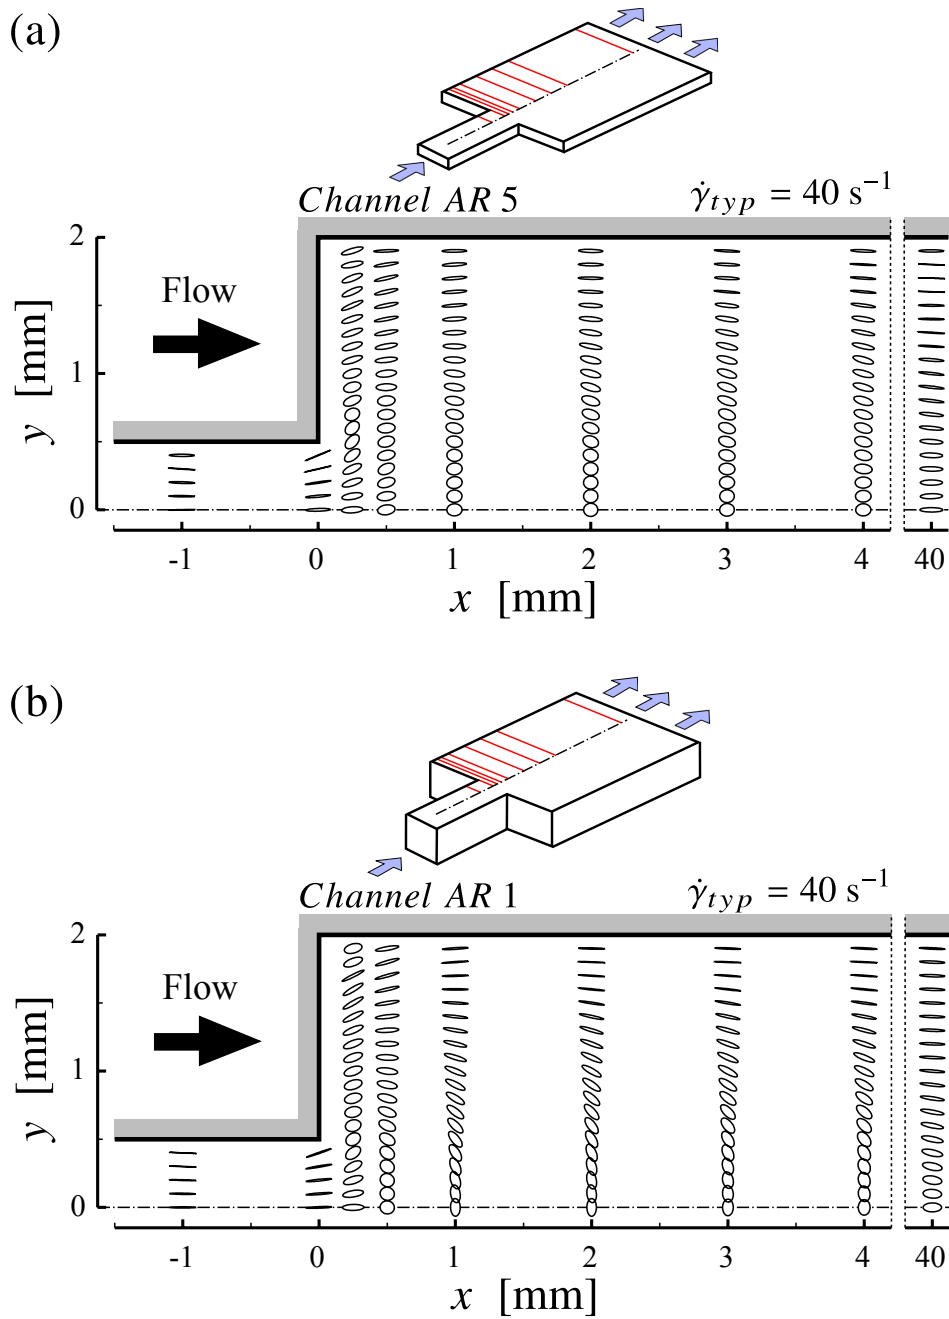 (a)
Channel AR 5
γ̇typ = 40 s⁻¹
Flow
y [mm]
2
1
0
-1 0 1 2 3 4 40
x [mm]
(b)
Channel AR 1
γ̇typ = 40 s⁻¹
Flow
y [mm]
2
1
0
-1 0 1 2 3 4 40
x [mm]